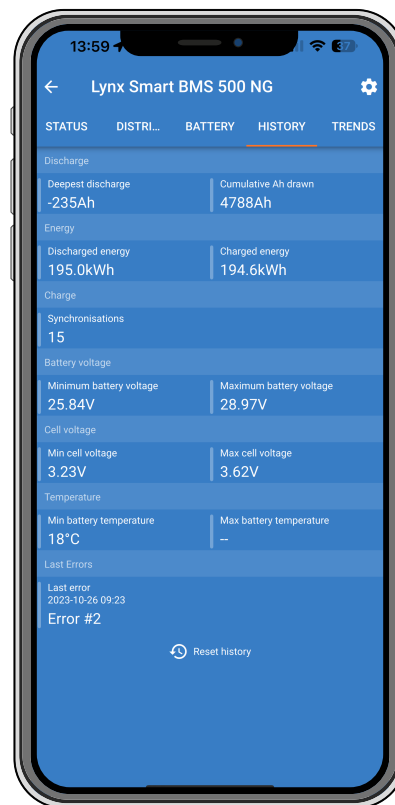 13:59
37
Lynx Smart BMS 500 NG
STATUS DISTRI... BATTERY HISTORY TRENDS
Discharge
Deepest discharge Cumulative Ah drawn
-235Ah 4788Ah
Energy
Discharged energy Charged energy
195.0kWh 194.6kWh
Charge
Synchronisations
15
Battery voltage
Minimum battery voltage Maximum battery voltage
25.84V 28.97V
Cell voltage
Min cell voltage Max cell voltage
3.23V 3.62V
Temperature
Min battery temperature Max battery temperature
18°C --
Last Errors
Last error
2023-10-26 09:23
Error #2
Reset history